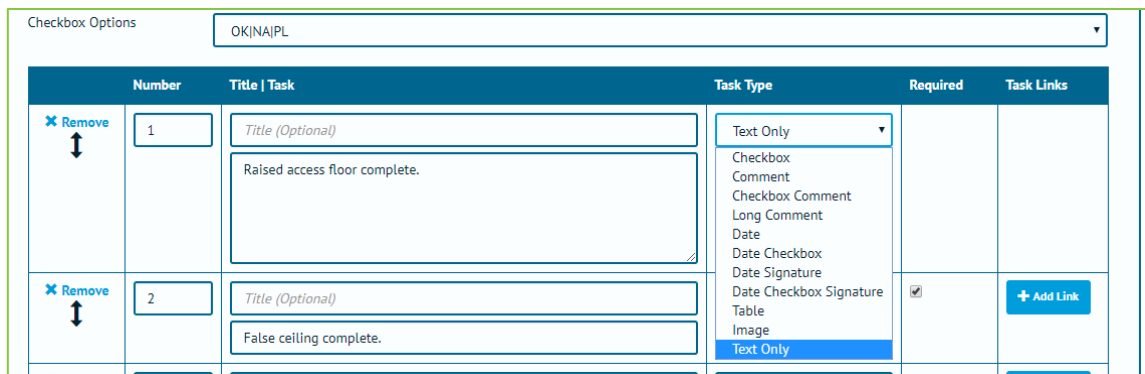 Checkbox Options
OK|NA|PL
Number Title | Task Task Type Required Task Links
Remove 1 Title (Optional) Text Only
Raised access floor complete.
Checkbox
Comment
Checkbox Comment
Long Comment
Date
Date Checkbox
Date Signature
Date Checkbox Signature
Table
Image
Text Only
Remove 2 Title (Optional) + Add Link
False ceiling complete.